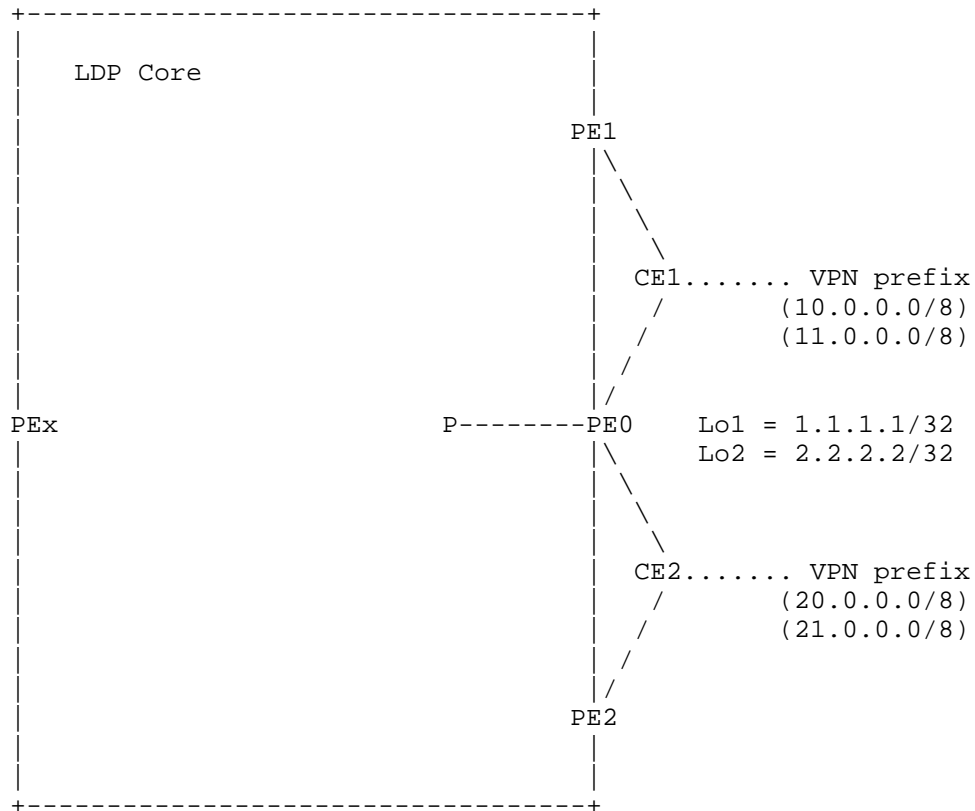 LDP Core
PE1
CE1....... VPN prefix
(10.0.0.0/8)
(11.0.0.0/8)
PEx P--------PE0 Lo1 = 1.1.1.1/32
Lo2 = 2.2.2.2/32
CE2....... VPN prefix
(20.0.0.0/8)
(21.0.0.0/8)
PE2